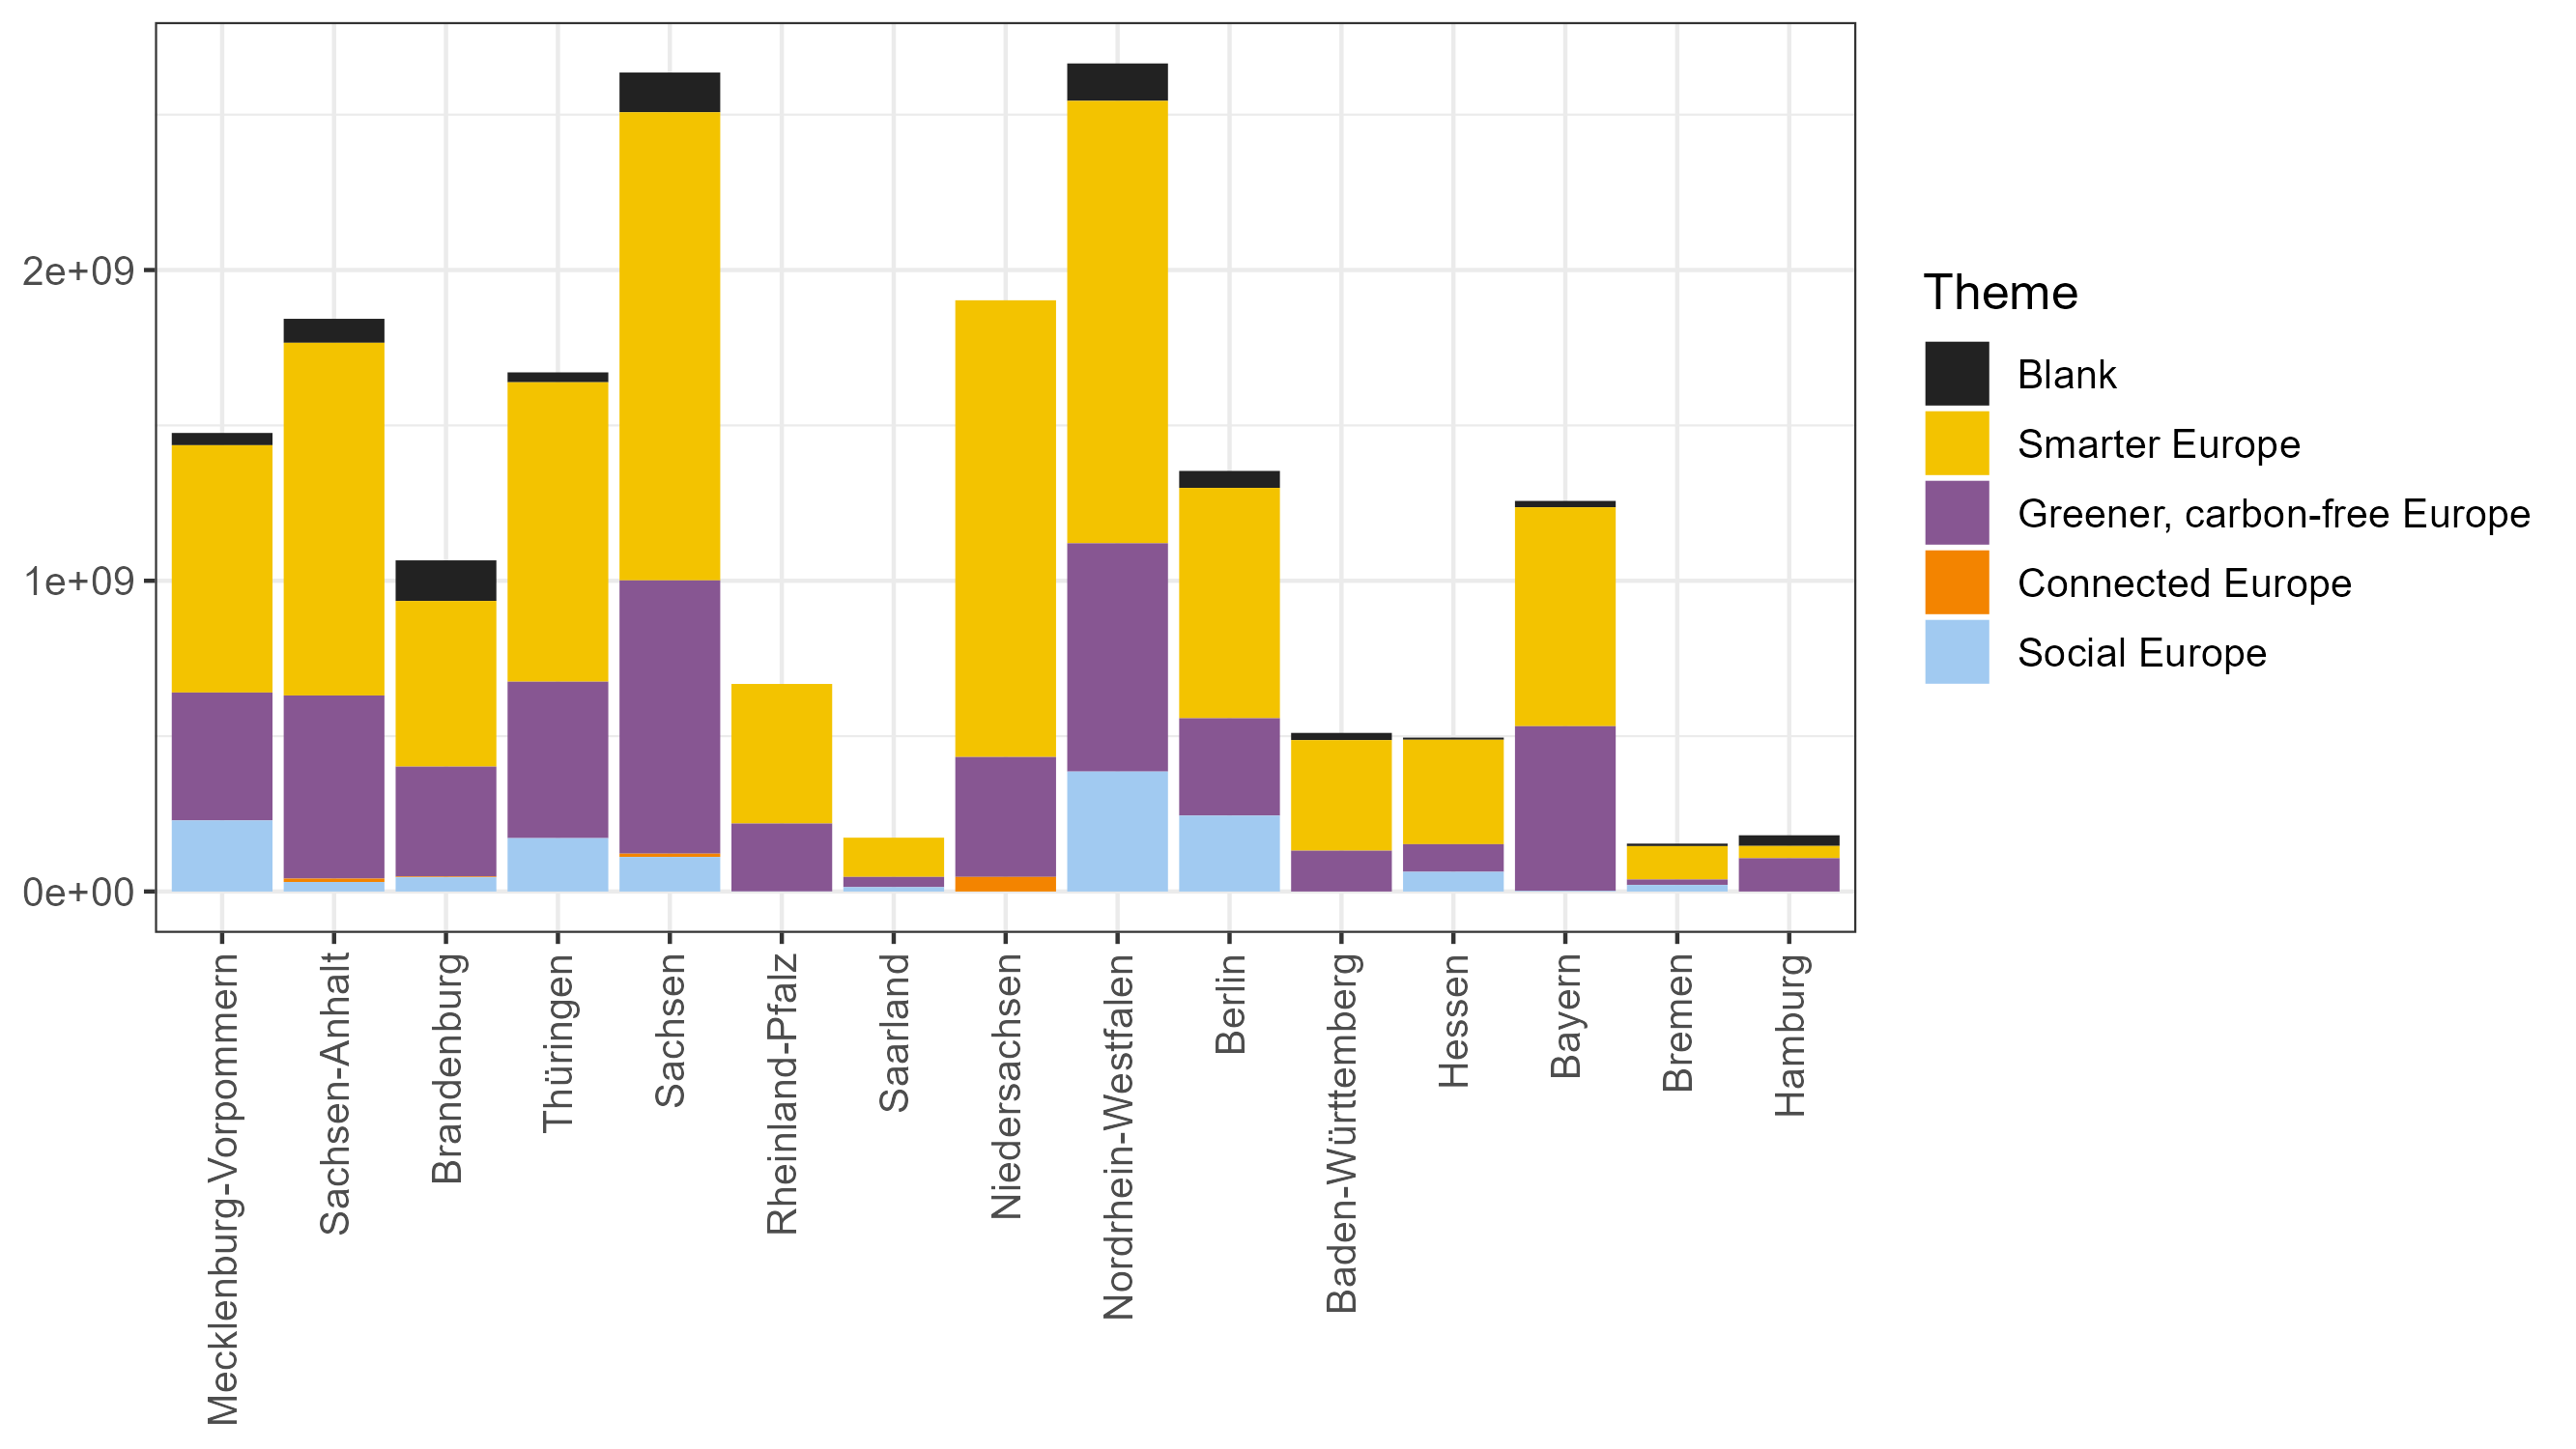 2e+09
1e+09
0e+00
Mecklenburg-Vorpommern
Sachsen-Anhalt
Brandenburg
Thüringen
Sachsen
Rheinland-Pfalz
Saarland
Niedersachsen
Nordrhein-Westfalen
Berlin
Baden-Württemberg
Hessen
Bayern
Bremen
Hamburg
Theme
Blank
Smarter Europe
Greener, carbon-free Europe
Connected Europe
Social Europe